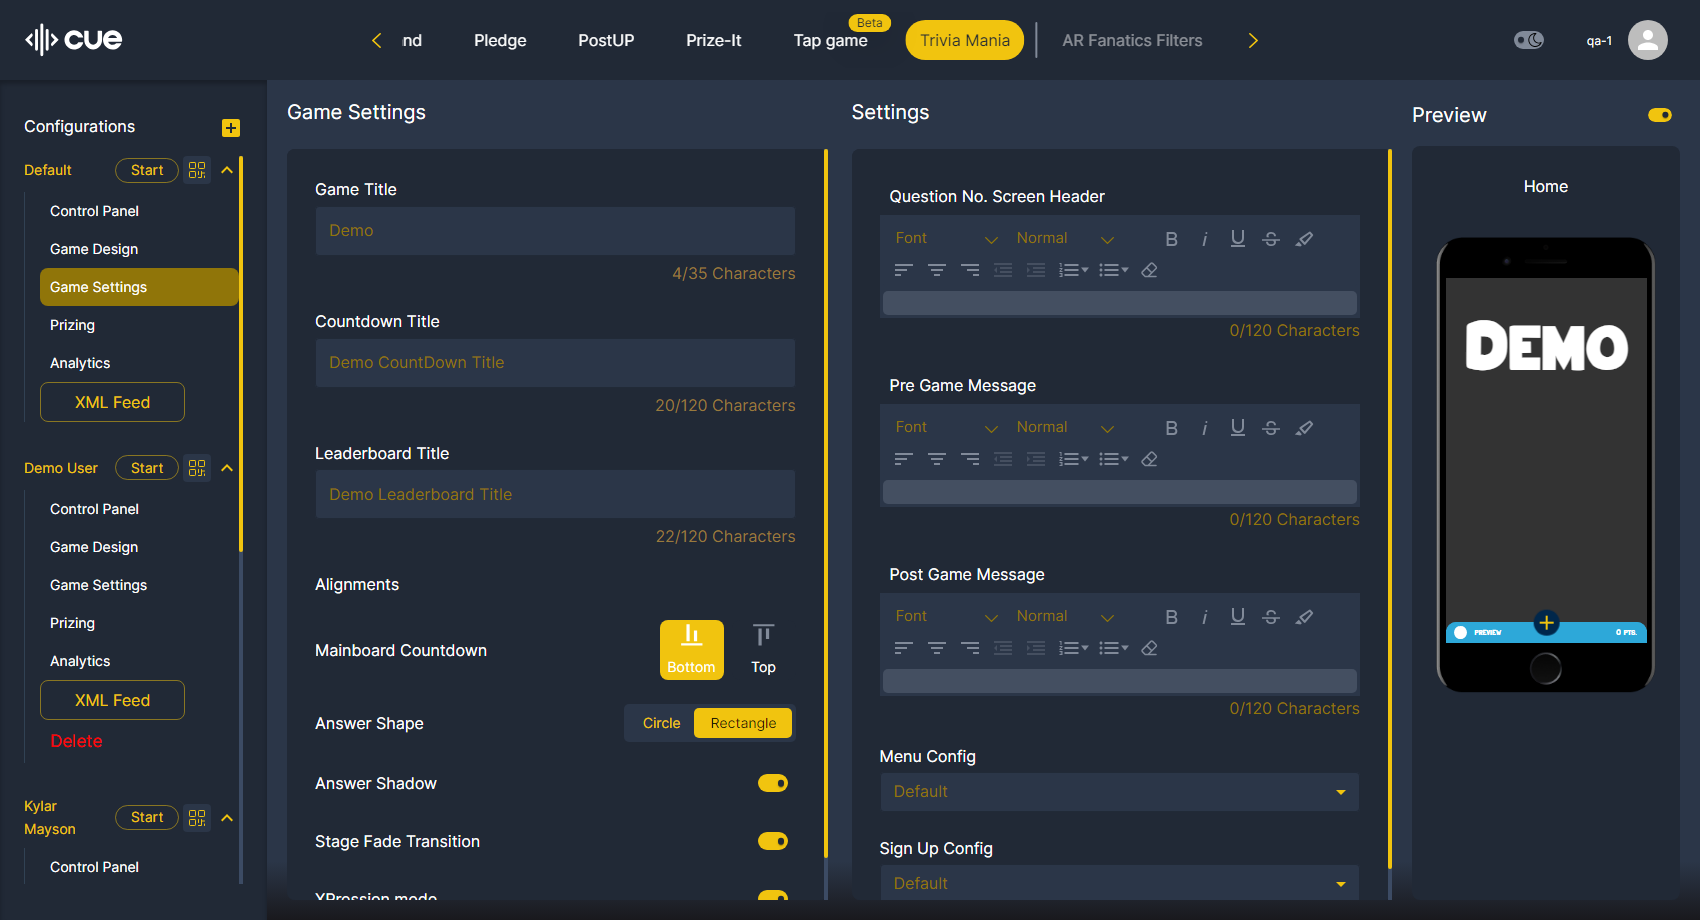 cue
nd
Pledge
PostUP
Prize-It
Tap game
Beta
Trivia Mania
AR Fanatics Filters
qa-1
Configurations
Default
Start
Control Panel
Game Design
Game Settings
Prizing
Analytics
XML Feed
Demo User
Start
Control Panel
Game Design
Game Settings
Prizing
Analytics
XML Feed
Delete
Kylar
Mayson
Start
Control Panel
Game Settings
Game Title
Demo
4/35 Characters
Countdown Title
Demo CountDown Title
20/120 Characters
Leaderboard Title
Demo Leaderboard Title
22/120 Characters
Alignments
Mainboard Countdown
Bottom
Top
Answer Shape
Circle
Rectangle
Answer Shadow
Stage Fade Transition
XPression mode
Settings
Question No. Screen Header
Font
Normal
B i U S
0/120 Characters
Pre Game Message
Font
Normal
B i U S
0/120 Characters
Post Game Message
Font
Normal
B i U S
0/120 Characters
Menu Config
Default
Sign Up Config
Default
Preview
Home
DEMO
PREVIEW
0 PTS.